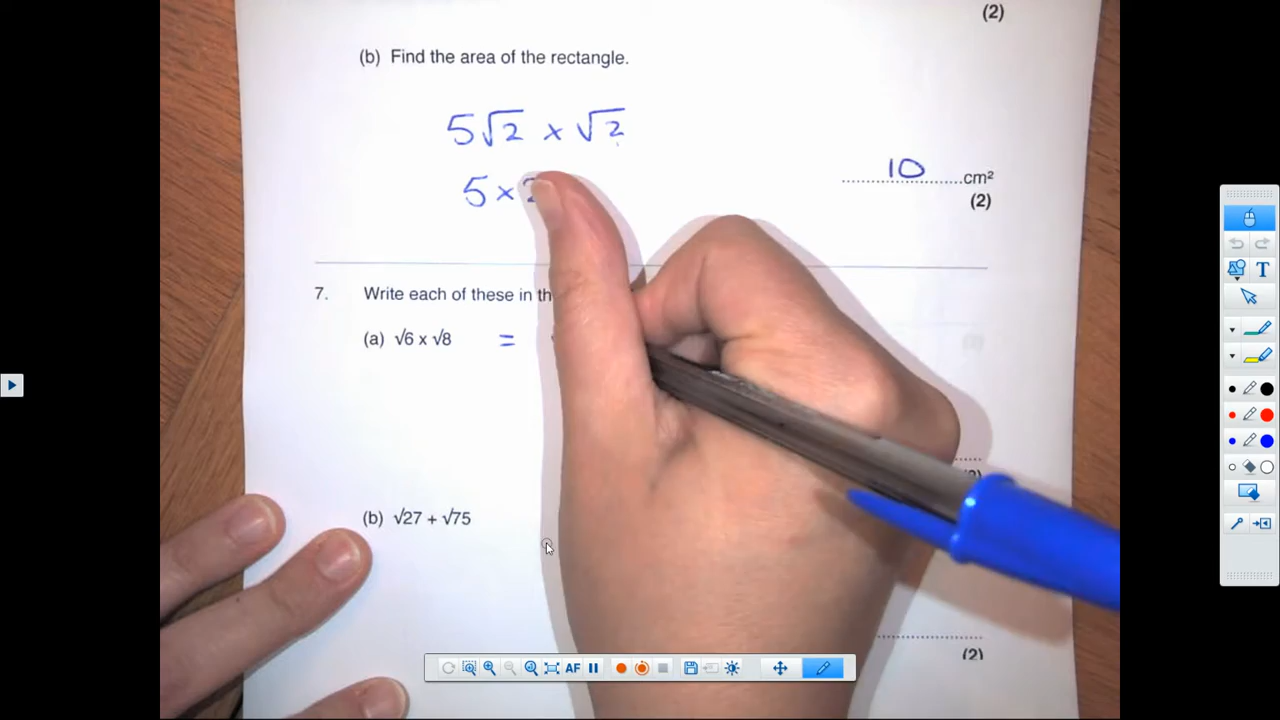 (2)
(b) Find the area of the rectangle.
5√2 × √2
10 cm²
5 ×
(2)
7. Write each of these in
(a) √6 x √8 =
(b) √27 + √75
(2)
T
AF